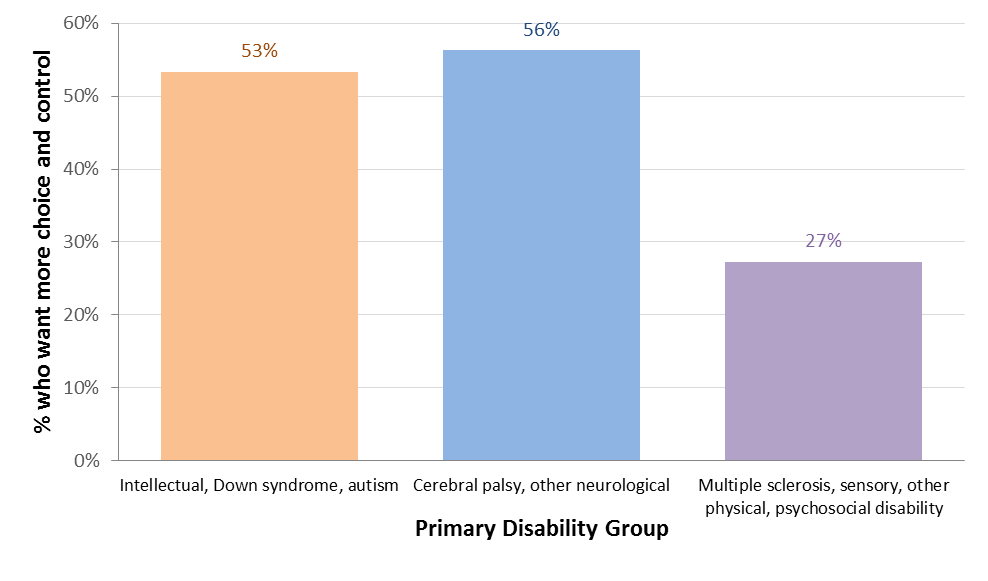 % who want more choice and control
60%
50%
40%
30%
20%
10%
0%
53%
56%
27%
Intellectual, Down syndrome, autism
Cerebral palsy, other neurological
Multiple sclerosis, sensory, other
physical, psychosocial disability
Primary Disability Group